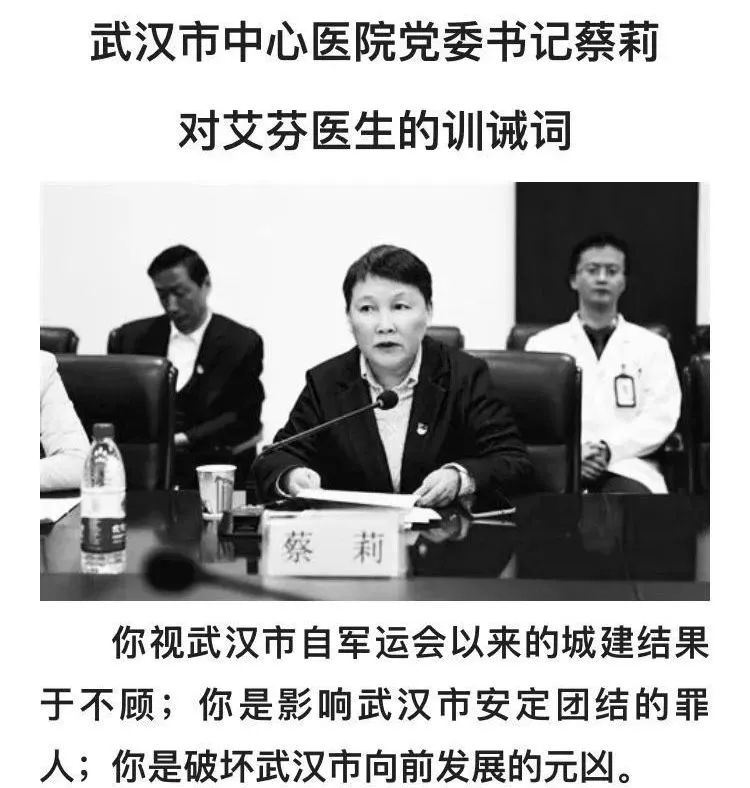 武汉市中心医院党委书记蔡莉
对艾芬医生的训诫词
蔡 莉
你视武汉市自军运会以来的城建结果
于不顾；你是影响武汉市安定团结的罪
人；你是破坏武汉市向前发展的元凶。